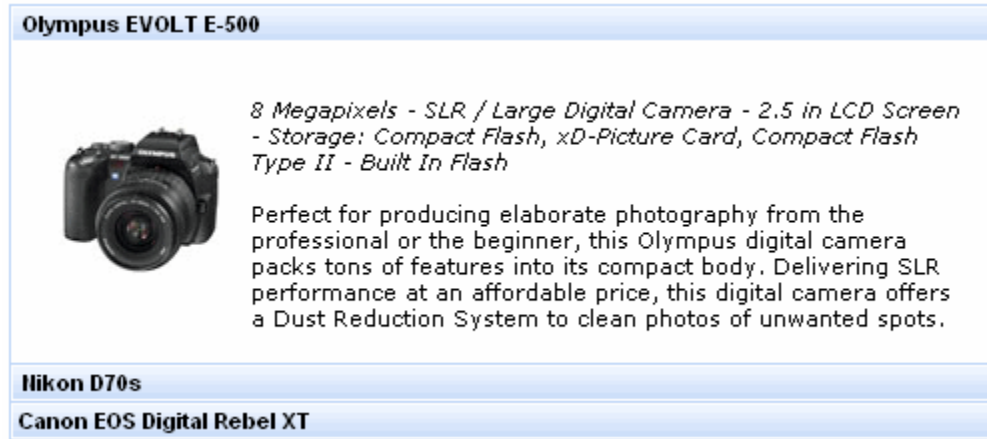 Olympus EVOLT E-500
8 Megapixels - SLR / Large Digital Camera - 2.5 in LCD Screen
- Storage: Compact Flash, xD-Picture Card, Compact Flash
Type II - Built In Flash
OLYMPUS
Perfect for producing elaborate photography from the
professional or the beginner, this Olympus digital camera
packs tons of features into its compact body. Delivering SLR
performance at an affordable price, this digital camera offers
a Dust Reduction System to clean photos of unwanted spots.
Nikon D70s
Canon EOS Digital Rebel XT